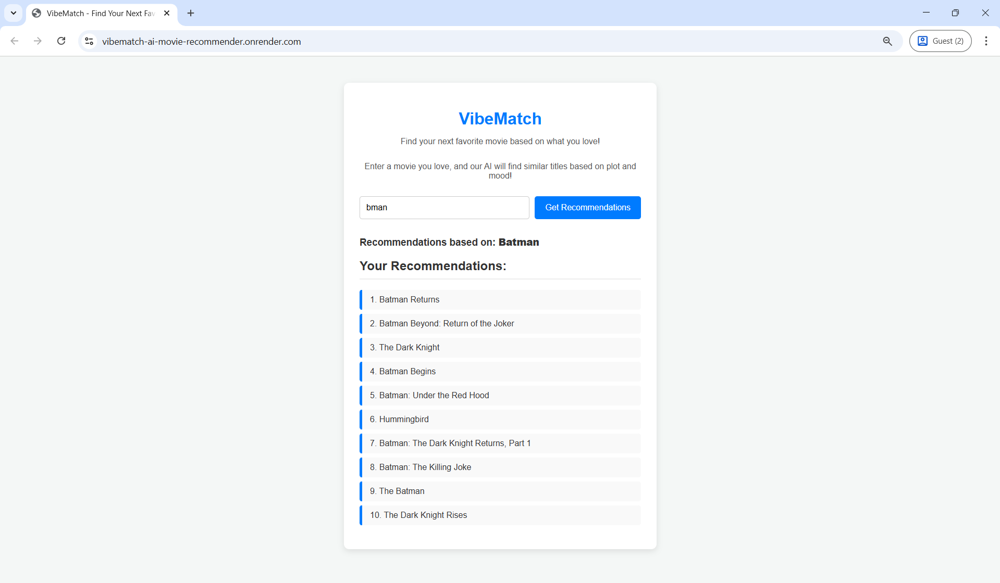 VibeMatch - Find Your Next Fav
vibematch-ai-movie-recommender.onrender.com
Guest (2)
VibeMatch
Find your next favorite movie based on what you love!
Enter a movie you love, and our AI will find similar titles based on plot and
mood!
bman
Get Recommendations
Recommendations based on: Batman
Your Recommendations:
1. Batman Returns
2. Batman Beyond: Return of the Joker
3. The Dark Knight
4. Batman Begins
5. Batman: Under the Red Hood
6. Hummingbird
7. Batman: The Dark Knight Returns, Part 1
8. Batman: The Killing Joke
9. The Batman
10. The Dark Knight Rises